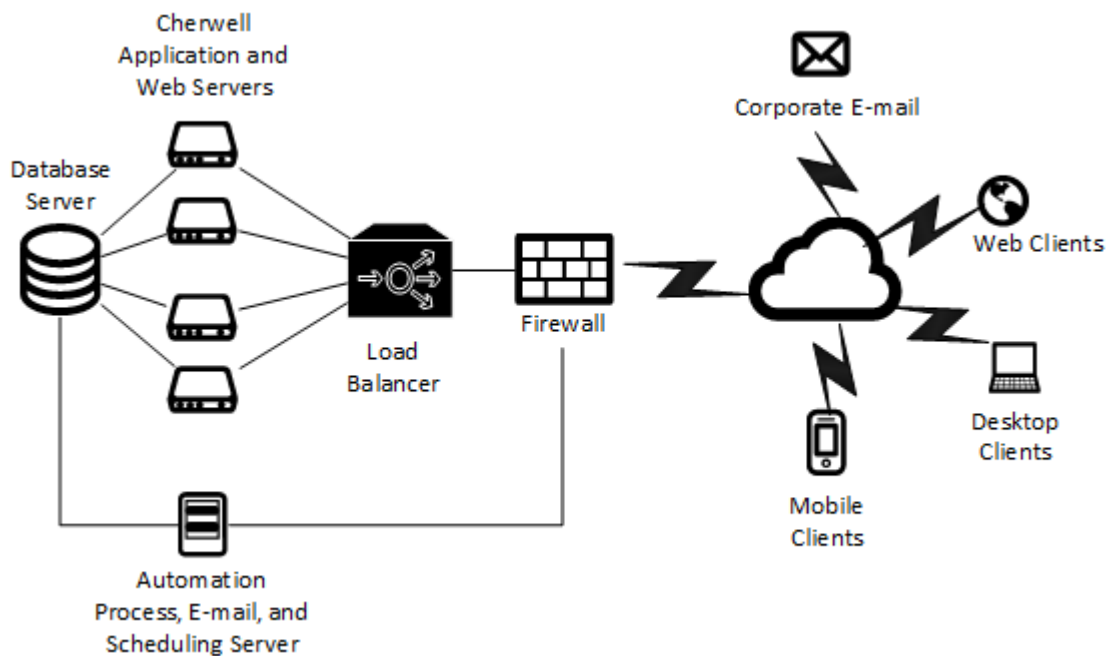 Cherwell
Application and
Web Servers
Database
Server
Load
Balancer
Firewall
Automation
Process, E-mail, and
Scheduling Server
Corporate E-mail
Web Clients
Desktop
Clients
Mobile
Clients